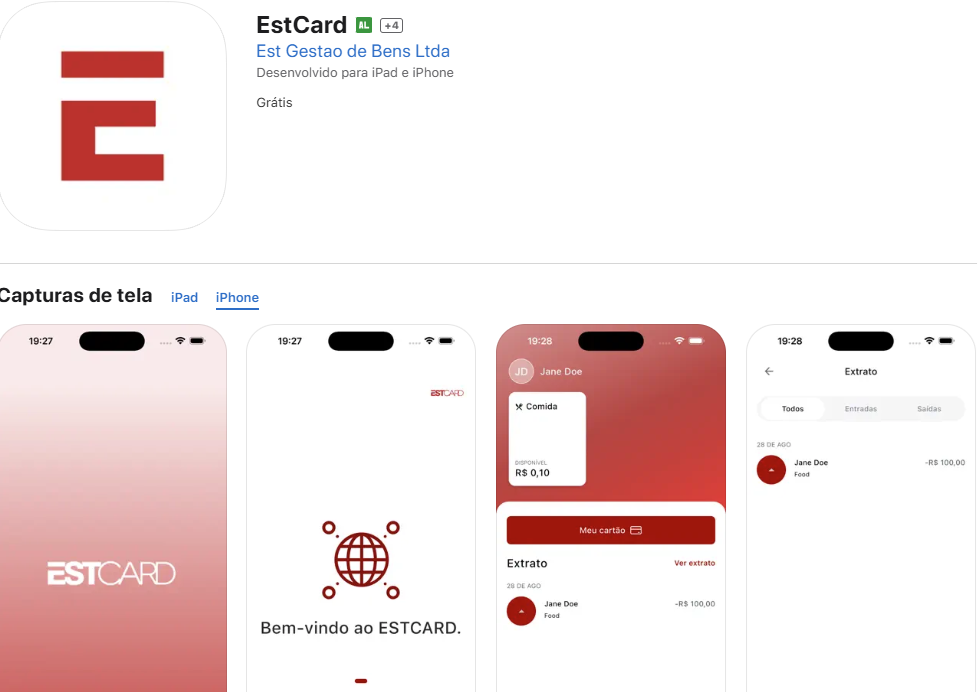 EstCard AL +4
Est Gestao de Bens Ltda
Desenvolvido para iPad e iPhone
Grátis
Capturas de tela iPad iPhone
19:27
ESTCARD
19:27
ESTCARD
Bem-vindo ao ESTCARD.
19:28
JD Jane Doe
Comida
DISPONÍVEL
R$ 0,10
Meu cartão
Extrato Ver extrato
29 DE AGO
Jane Doe -R$ 100,00
Food
19:28
Extrato
Todos Entradas Saídas
29 DE AGO
Jane Doe -R$ 100,00
Food